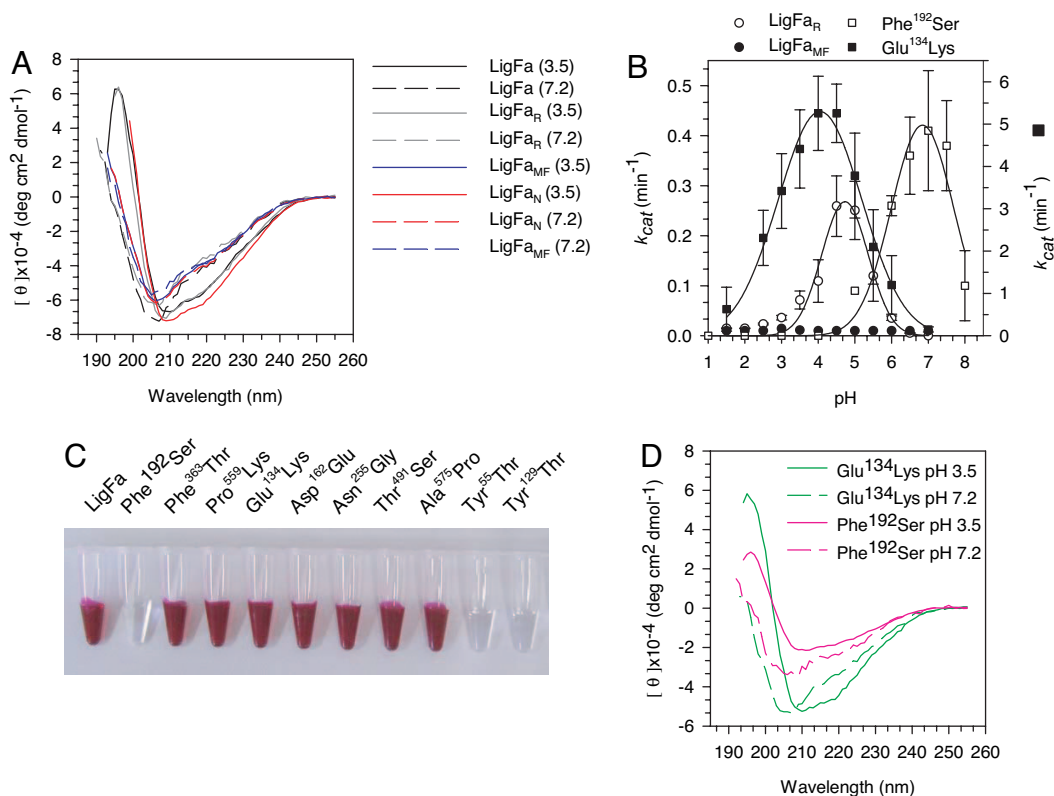 A
[ θ ]x10⁻⁴ (deg cm2 dmol⁻¹)
8
6
4
2
0
-2
-4
-6
-8
190 200 210 220 230 240 250 260
Wavelength (nm)
LigFa (3.5)
LigFa (7.2)
LigFaR (3.5)
LigFaR (7.2)
LigFaMF (3.5)
LigFaN (3.5)
LigFaN (7.2)
LigFaMF (7.2)
B
LigFaR
LigFaMF
Phe¹⁹²Ser
Glu¹³⁴Lys
kcat (min⁻¹)
0.5
0.4
0.3
0.2
0.1
0.0
1 2 3 4 5 6 7 8
pH
6
5
4
3
2
1
0
kcat (min⁻¹)
C
LigFa
Phe¹⁹²Ser
Phe³⁶³Thr
Pro⁵⁵⁹Lys
Glu¹³⁴Lys
Asp¹⁶²Glu
Asn²⁵⁵Gly
Thr⁴⁹¹Ser
Ala⁵⁷⁵Pro
Tyr⁵⁵Thr
Tyr¹²⁹Thr
D
[ θ ]x10⁻⁴ (deg cm2 dmol⁻¹)
8
6
4
2
0
-2
-4
-6
190 200 210 220 230 240 250 260
Wavelength (nm)
Glu¹³⁴Lys pH 3.5
Glu¹³⁴Lys pH 7.2
Phe¹⁹²Ser pH 3.5
Phe¹⁹²Ser pH 7.2